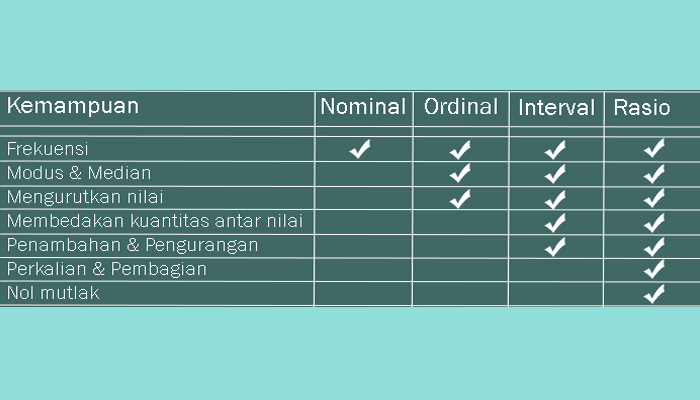 Kemampuan Nominal Ordinal Interval Rasio
Frekuensi ✓ ✓ ✓ ✓
Modus & Median ✓ ✓ ✓
Mengurutkan nilai ✓ ✓ ✓
Membedakan kuantitas antar nilai ✓ ✓
Penambahan & Pengurangan ✓ ✓
Perkalian & Pembagian ✓
Nol mutlak ✓